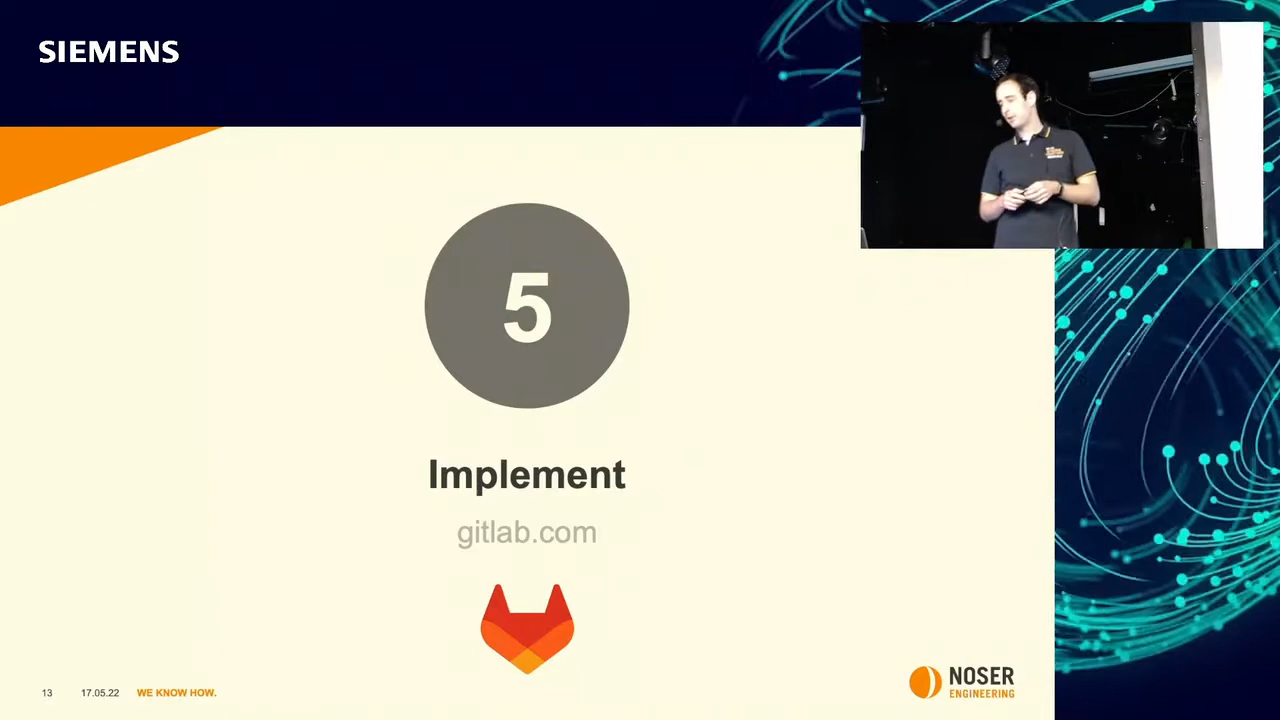 SIEMENS
5
Implement
gitlab.com
13 17.05.22 WE KNOW HOW.
NOSER
ENGINEERING